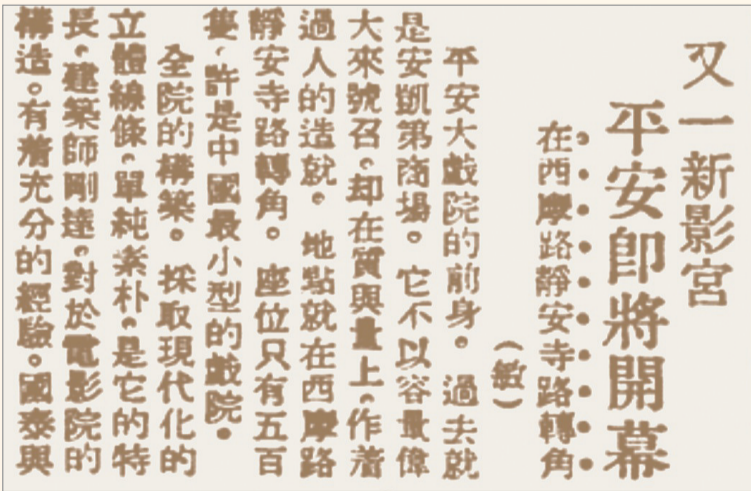 又一新影宮
平安卽將開幕
在西摩路靜安寺路轉角
(敏)
平安大戲院的前身。過去就
是安凱第商場。它不以容量偉
大來號召。却在質與量上。作着
過人的造就。地點就在西摩路
靜安寺路轉角。座位只有五百
隻、許是中國最小型的戲院。
全院的構築。採取現代化的
立體線條。單純素朴。是它的特
長。建築師剛達。對於電影院的
構造。有着充分的經驗。國泰與